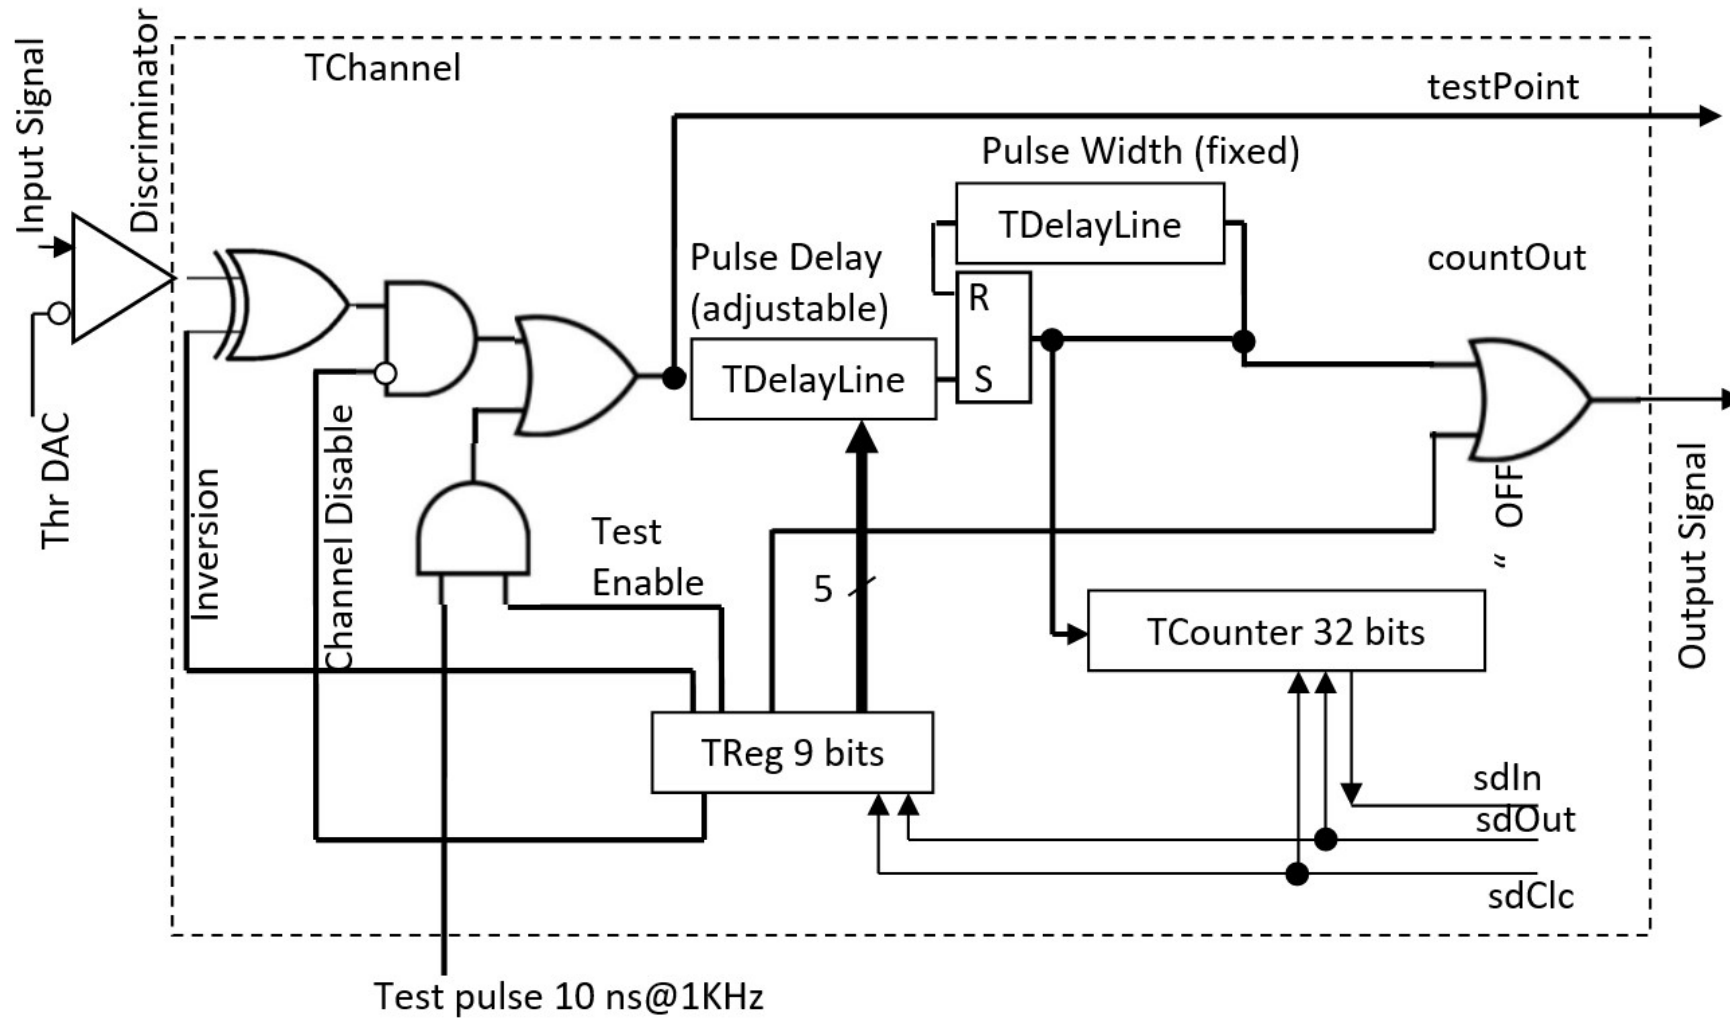 Input Signal
Discriminator
TChannel
testPoint
Pulse Width (fixed)
TDelayLine
Pulse Delay
(adjustable)
countOut
R
TDelayLine
S
Thr DAC
Inversion
Channel Disable
Test
Enable
5
“ OFF
Output Signal
TCounter 32 bits
TReg 9 bits
sdIn
sdOut
sdClc
Test pulse 10 ns@1KHz